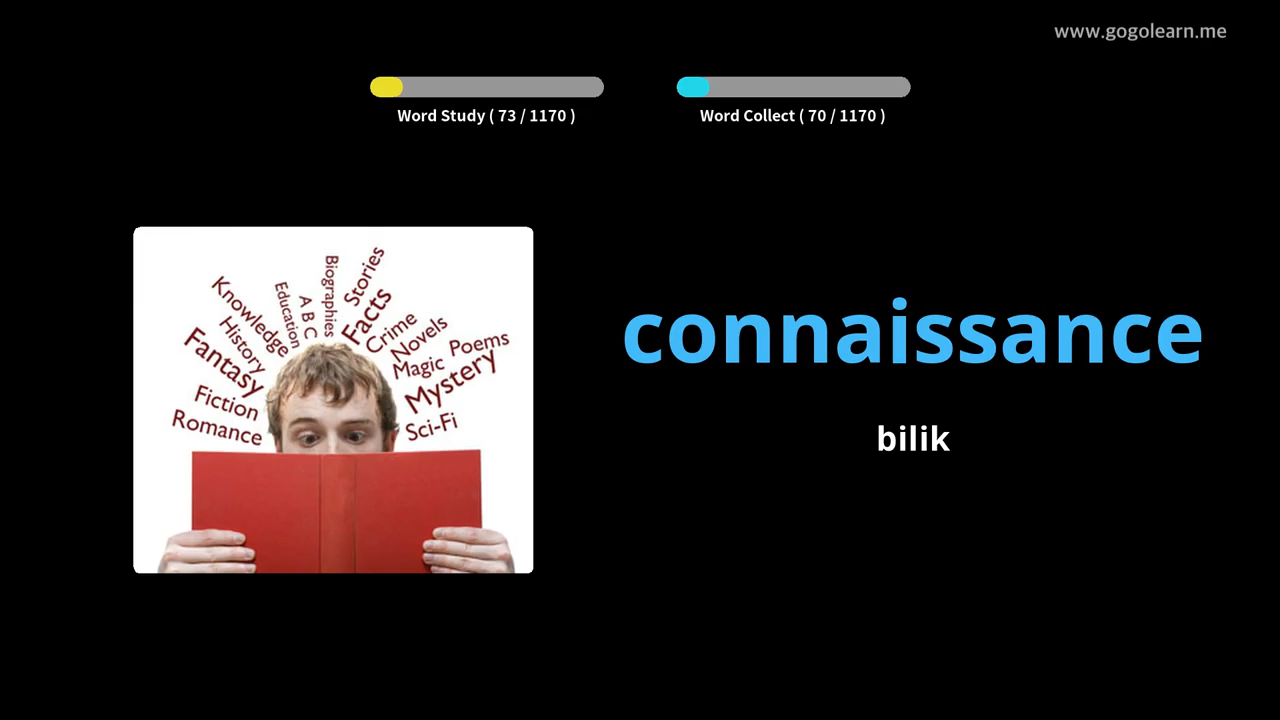 www.gogolearn.me
Word Study ( 73 / 1170 )
Word Collect ( 70 / 1170 )
Knowledge
Education
A B C
Biographies
Stories
Facts
Crime
Novels
Poems
Magic
Mystery
Sci-Fi
History
Fantasy
Fiction
Romance
connaissance
bilik